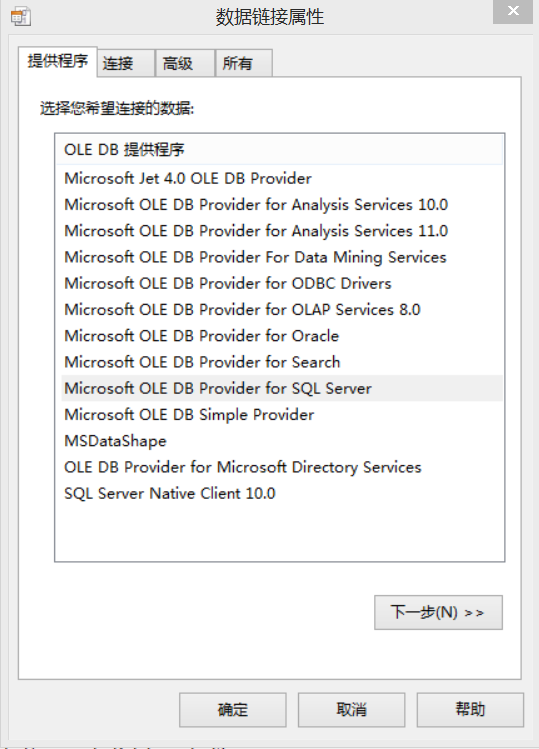 数据链接属性
提供程序 连接 高级 所有
选择您希望连接的数据:
OLE DB 提供程序
Microsoft Jet 4.0 OLE DB Provider
Microsoft OLE DB Provider for Analysis Services 10.0
Microsoft OLE DB Provider for Analysis Services 11.0
Microsoft OLE DB Provider For Data Mining Services
Microsoft OLE DB Provider for ODBC Drivers
Microsoft OLE DB Provider for OLAP Services 8.0
Microsoft OLE DB Provider for Oracle
Microsoft OLE DB Provider for Search
Microsoft OLE DB Provider for SQL Server
Microsoft OLE DB Simple Provider
MSDataShape
OLE DB Provider for Microsoft Directory Services
SQL Server Native Client 10.0
下一步(N) >>
确定 取消 帮助